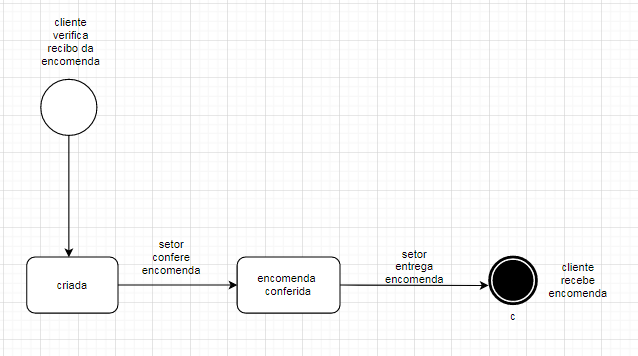 cliente
verifica
recibo da
encomenda
setor
confere
encomenda
criada
encomenda
conferida
setor
entrega
encomenda
cliente
recebe
encomenda
c